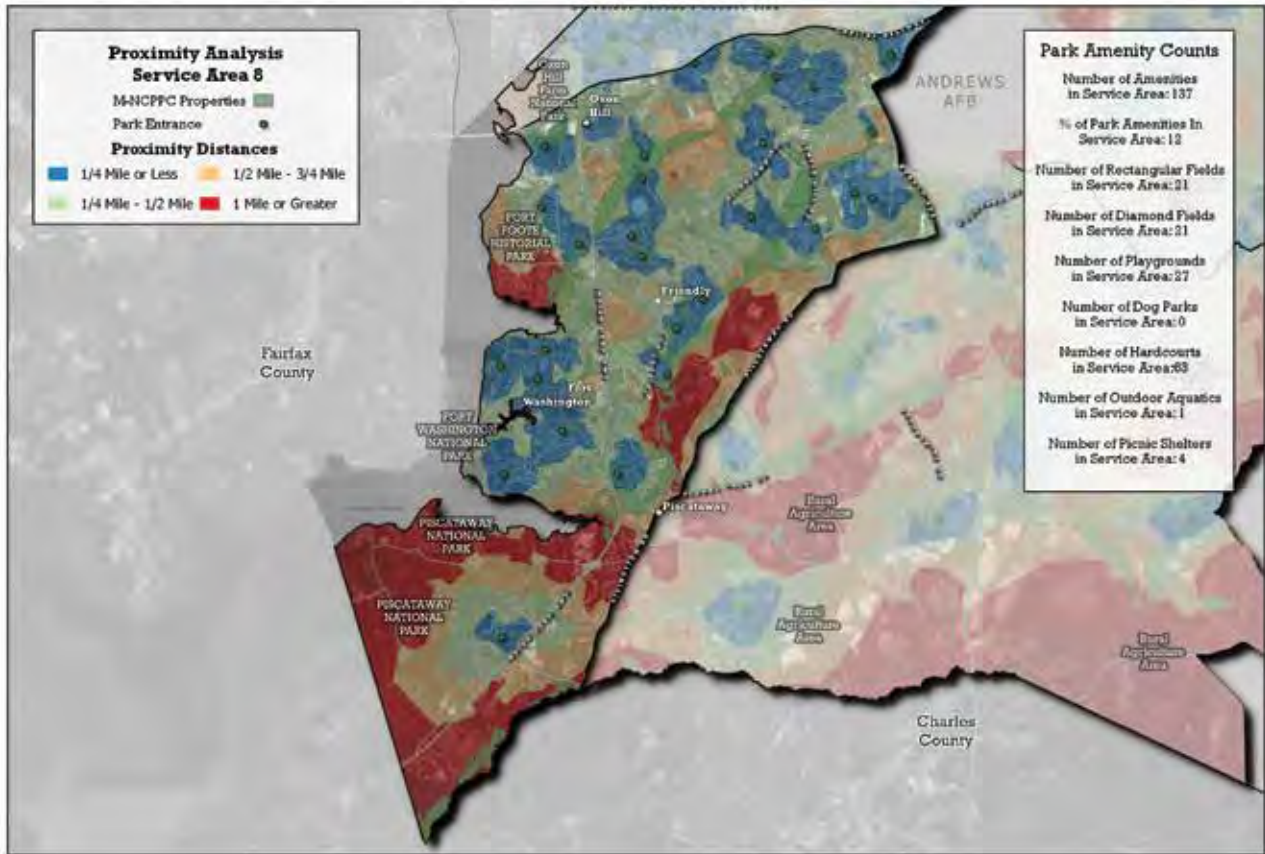 Proximity Analysis
Service Area 8
M-NCPPC Properties
Park Entrance
Proximity Distances
1/4 Mile or Less
1/2 Mile - 3/4 Mile
1/4 Mile - 1/2 Mile
1 Mile or Greater
Park Amenity Counts
Number of Amenities
in Service Area: 137
% of Park Amenities In
Service Area: 12
Number of Rectangular Fields
in Service Area: 21
Number of Diamond Fields
in Service Area: 21
Number of Playgrounds
in Service Area: 27
Number of Dog Parks
in Service Area: 0
Number of Hardcourts
in Service Area:63
Number of Outdoor Aquatics
in Service Area: 1
Number of Picnic Shelters
in Service Area: 4
ANDREWS
AFB
Oxon
Hill
Farm
National
Park
Oxon
Hill
FORT
FOOTE
HISTORIAL
PARK
Friendly
Fairfax
County
Fort
Washington
FORT
WASHINGTON
NATIONAL
PARK
Piscataway
PISCATAWAY
NATIONAL
PARK
PISCATAWAY
NATIONAL
PARK
Rural
Agriculture
Area
Rural
Agriculture
Area
Rural
Agriculture
Area
Charles
County